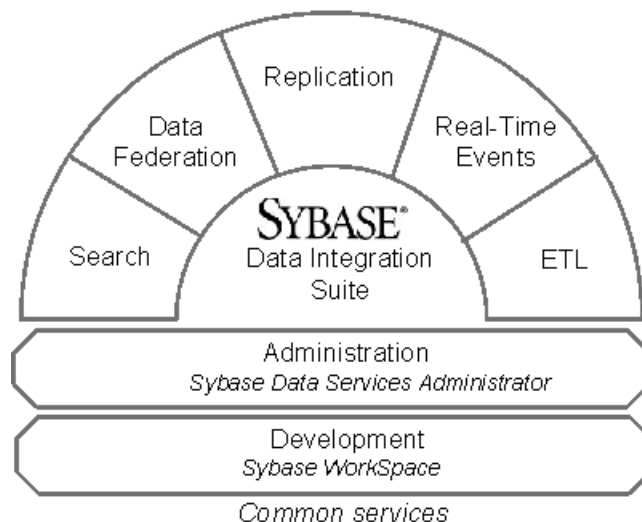 Replication
Data
Federation
Real-Time
Events
Search
SYBASE®
Data Integration
Suite
ETL
Administration
Sybase Data Services Administrator
Development
Sybase WorkSpace
Common services